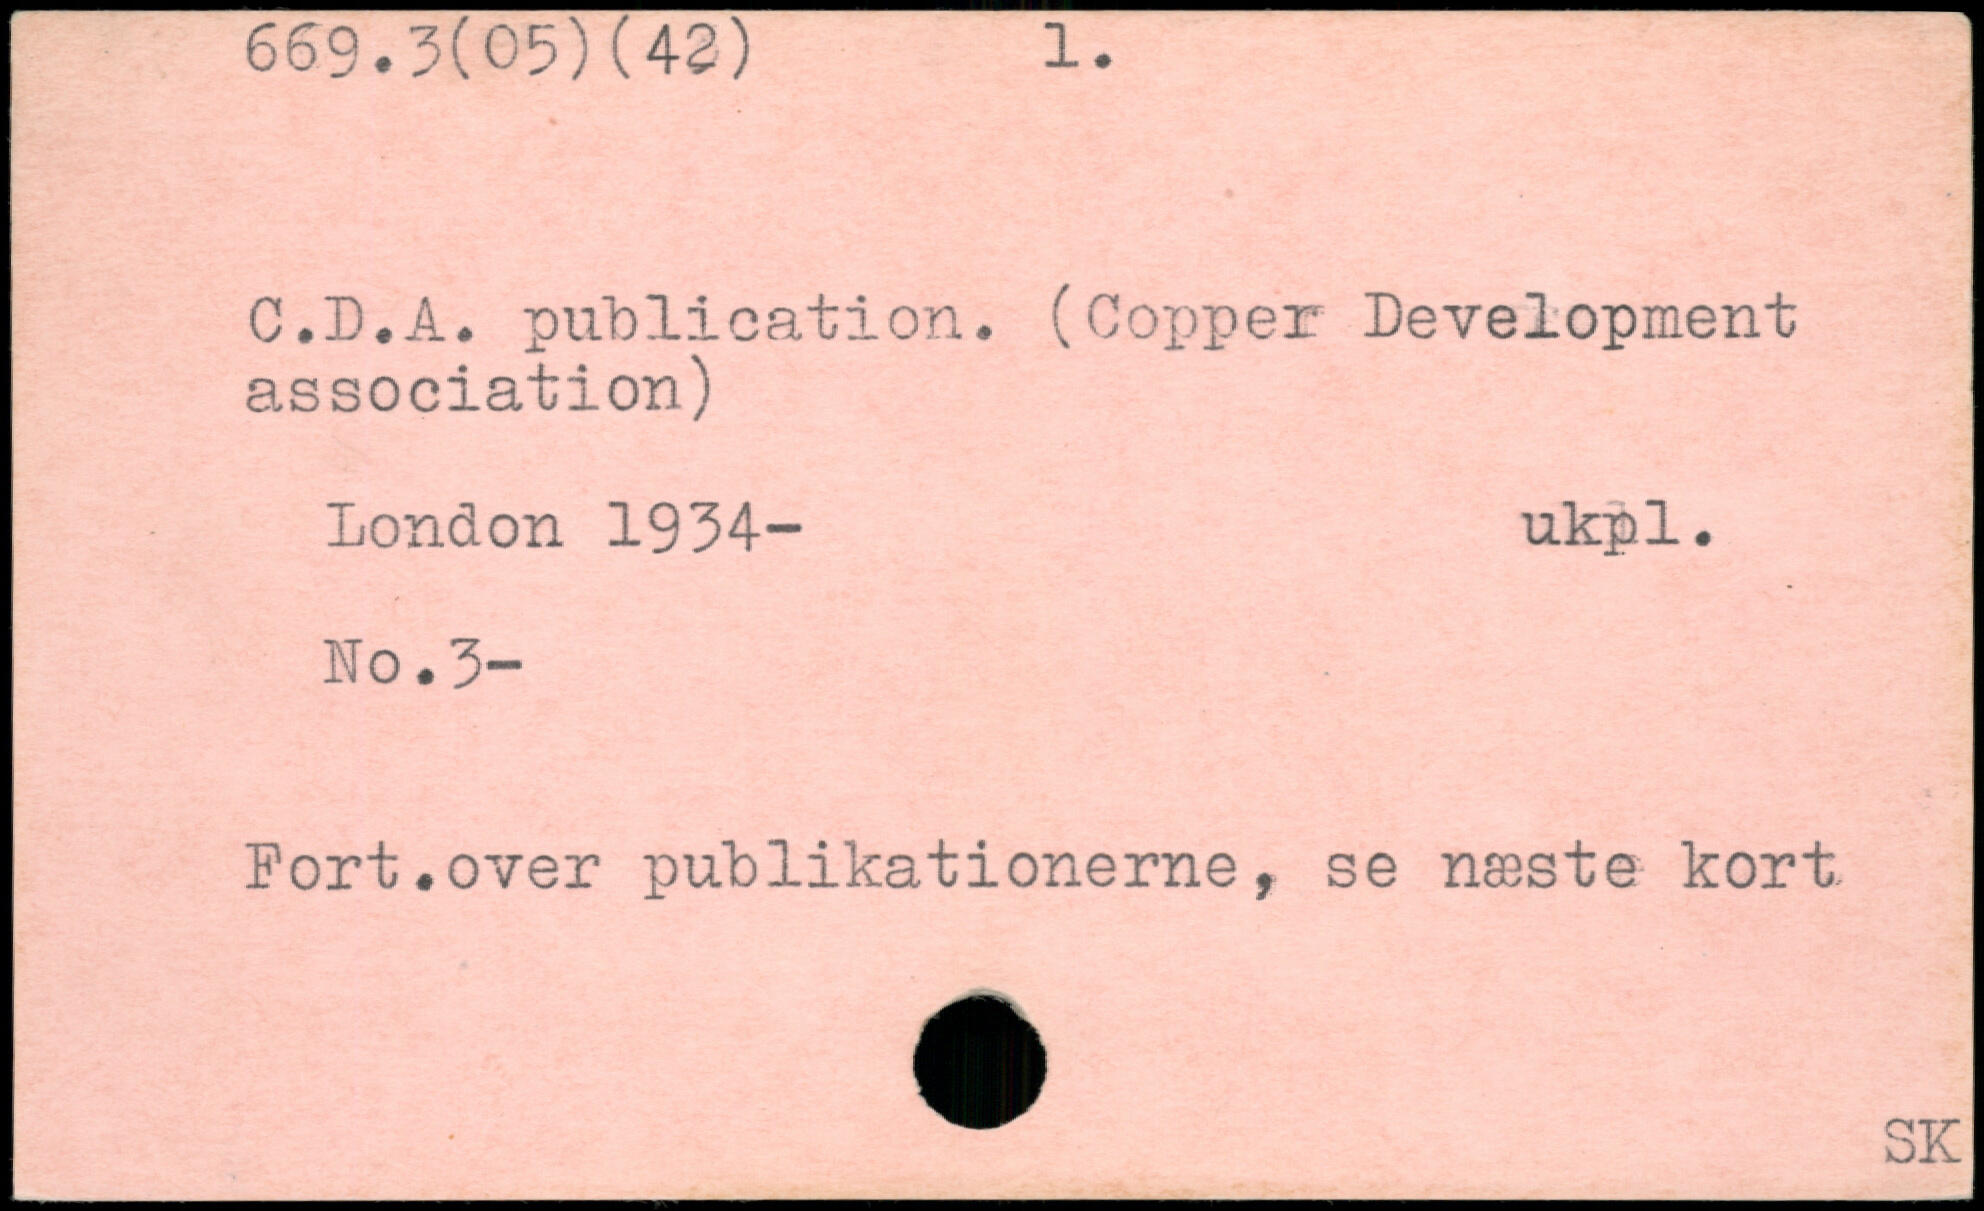 669.3(05)(42) 1.
C.D.A. publication. (Copper Development
association)
London 1934- ukpl.
No.3-
Fort.over publikationerne, se næste kort
SK